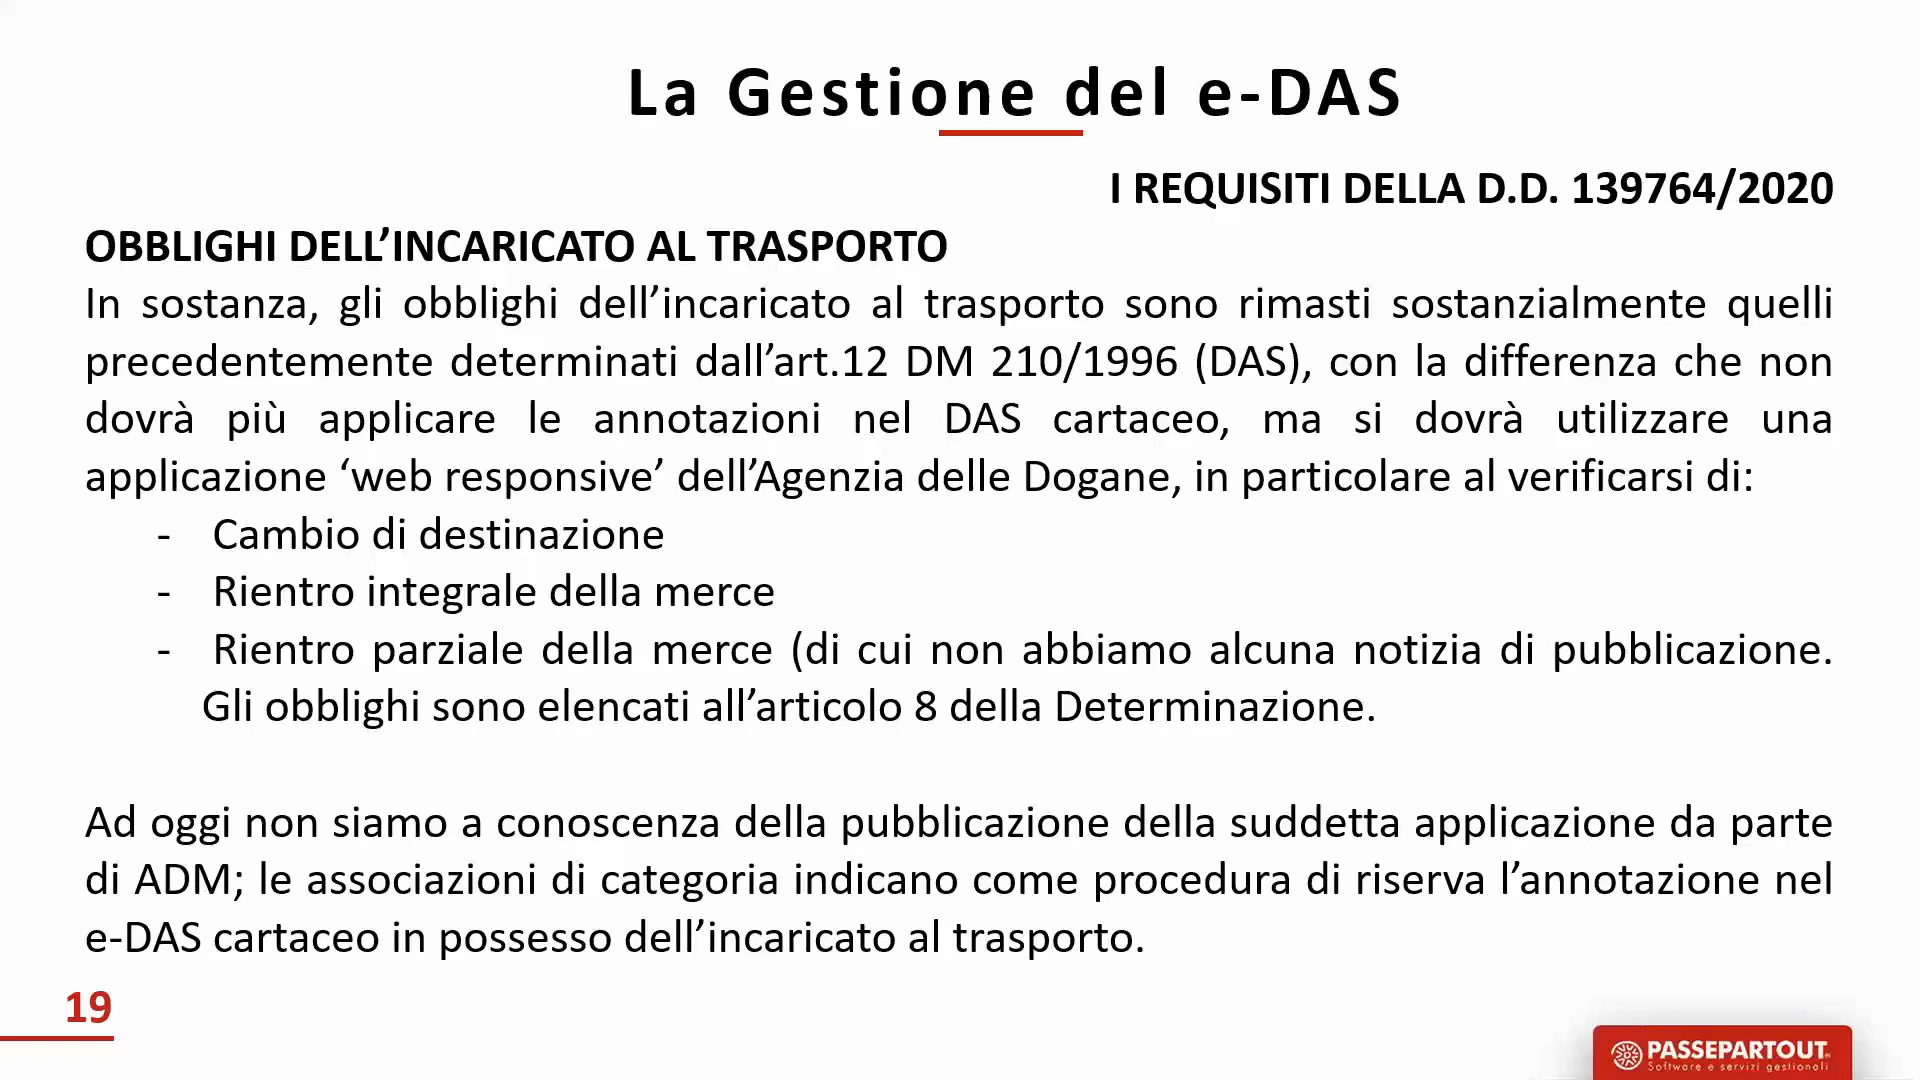 La Gestione del e-DAS
I REQUISITI DELLA D.D. 139764/2020
OBBLIGHI DELL’INCARICATO AL TRASPORTO
In sostanza, gli obblighi dell’incaricato al trasporto sono rimasti sostanzialmente quelli
precedentemente determinati dall’art.12 DM 210/1996 (DAS), con la differenza che non
dovrà più applicare le annotazioni nel DAS cartaceo, ma si dovrà utilizzare una
applicazione ‘web responsive’ dell’Agenzia delle Dogane, in particolare al verificarsi di:
- Cambio di destinazione
- Rientro integrale della merce
- Rientro parziale della merce (di cui non abbiamo alcuna notizia di pubblicazione.
Gli obblighi sono elencati all’articolo 8 della Determinazione.
Ad oggi non siamo a conoscenza della pubblicazione della suddetta applicazione da parte
di ADM; le associazioni di categoria indicano come procedura di riserva l’annotazione nel
e-DAS cartaceo in possesso dell’incaricato al trasporto.
19
PASSEPARTOUT
Software e servizi gestionali